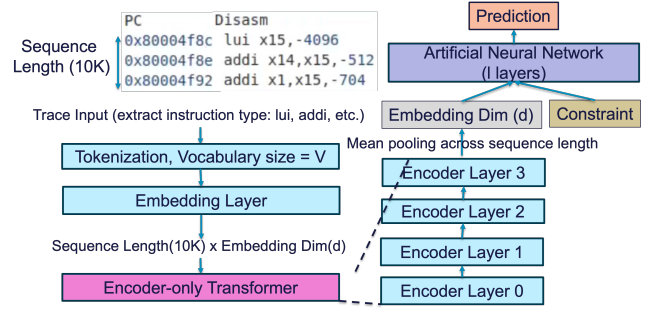 PC Disasm
0x80004f8c lui x15,-4096
0x80004f8e addi x14,x15,-512
0x80004f92 addi x1,x15,-704
Sequence
Length (10K)
Trace Input (extract instruction type: lui, addi, etc.)
Tokenization, Vocabulary size = V
Embedding Layer
Sequence Length(10K) x Embedding Dim(d)
Encoder-only Transformer
Prediction
Artificial Neural Network
(l layers)
Embedding Dim (d)
Constraint
Mean pooling across sequence length
Encoder Layer 3
Encoder Layer 2
Encoder Layer 1
Encoder Layer 0